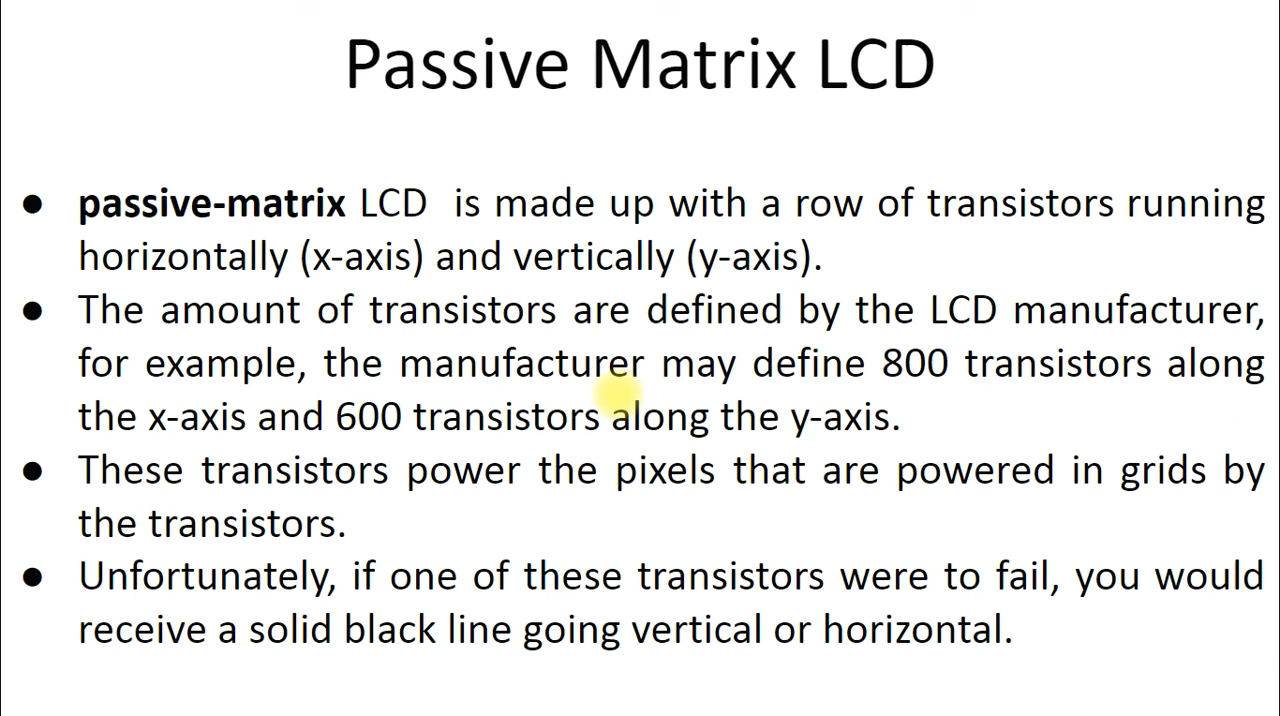 Passive Matrix LCD
● passive-matrix LCD is made up with a row of transistors running
horizontally (x-axis) and vertically (y-axis).
● The amount of transistors are defined by the LCD manufacturer,
for example, the manufacturer may define 800 transistors along
the x-axis and 600 transistors along the y-axis.
● These transistors power the pixels that are powered in grids by
the transistors.
● Unfortunately, if one of these transistors were to fail, you would
receive a solid black line going vertical or horizontal.